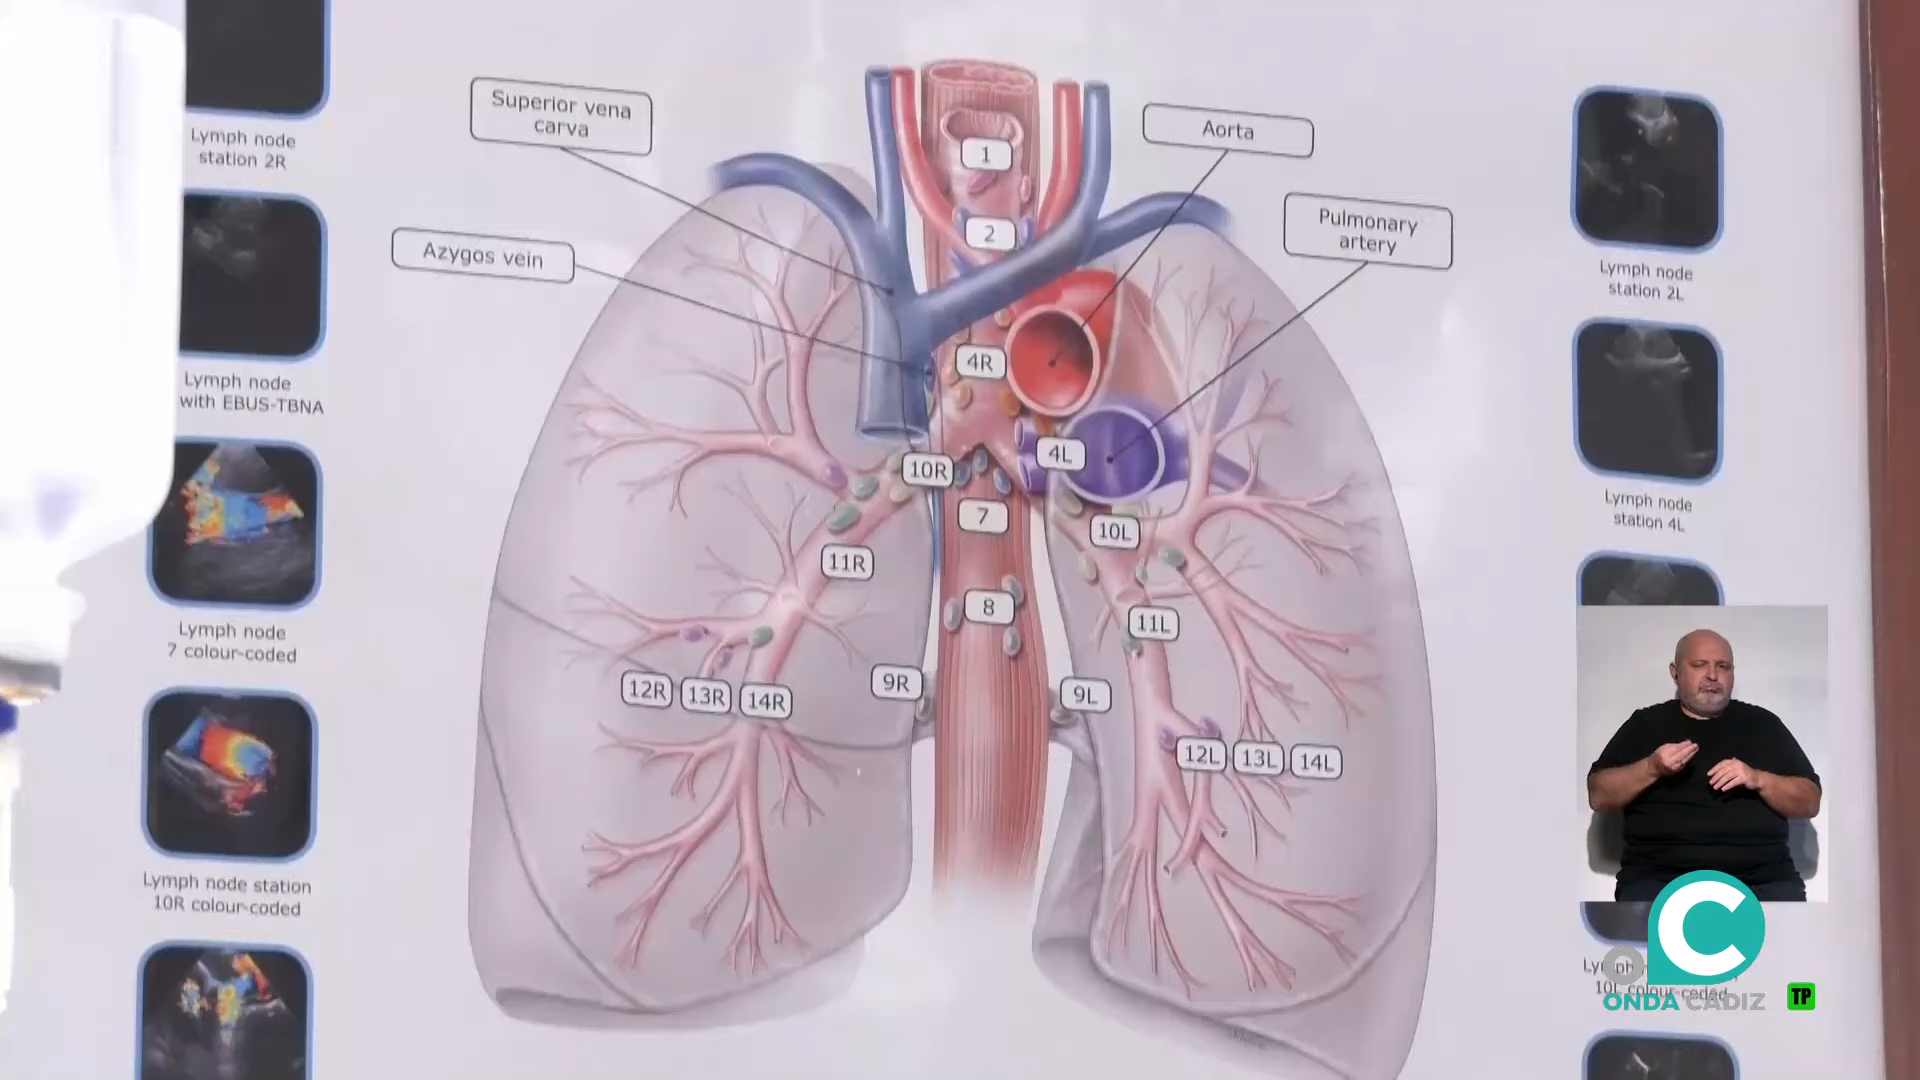 Superior vena
carva
Azygos vein
Aorta
Pulmonary
artery
1
2
4R
4L
10R
7
10L
11R
8
11L
9R
9L
12R
13R
14R
12L
13L
14L
Lymph node
station 2R
Lymph node
with EBUS-TBNA
Lymph node
7 colour-coded
Lymph node station
10R colour-coded
Lymph node
station 2L
Lymph node
station 4L
10L colour-coded
C
ONDA CÁDIZ
TP